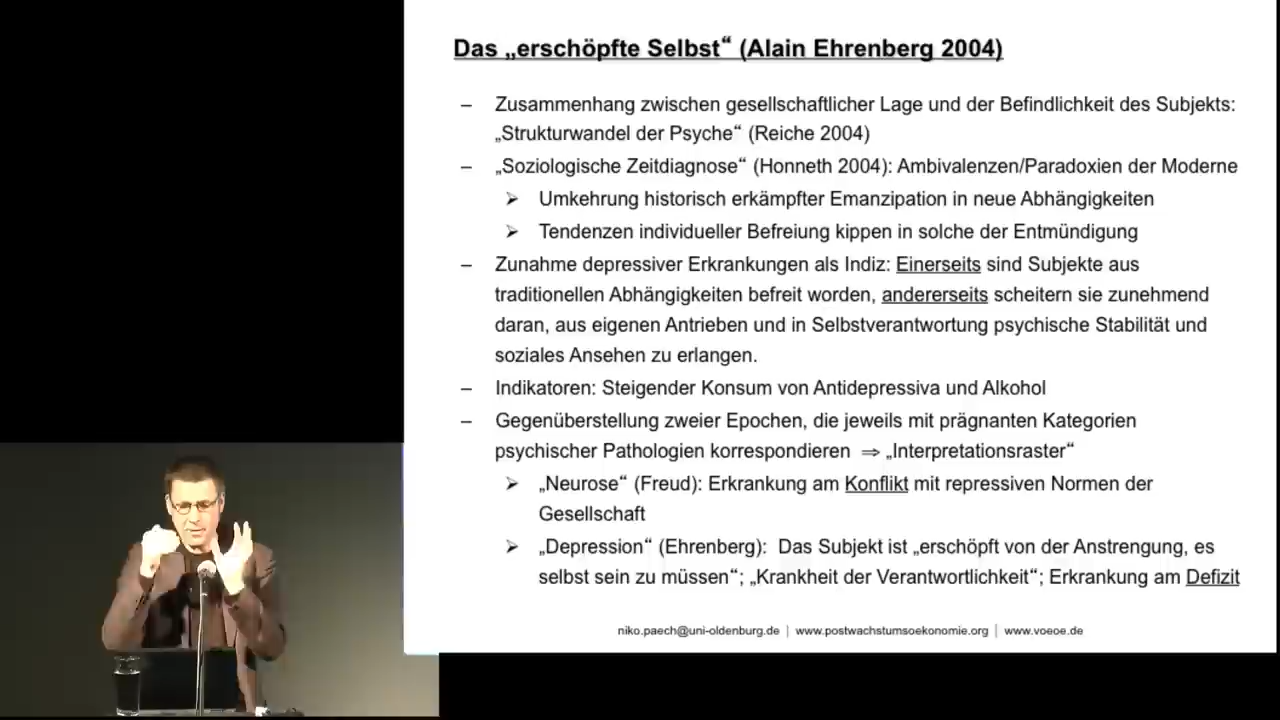 Das „erschöpfte Selbst“ (Alain Ehrenberg 2004)
– Zusammenhang zwischen gesellschaftlicher Lage und der Befindlichkeit des Subjekts:
„Strukturwandel der Psyche“ (Reiche 2004)
– „Soziologische Zeitdiagnose“ (Honneth 2004): Ambivalenzen/Paradoxien der Moderne
➢ Umkehrung historisch erkämpfter Emanzipation in neue Abhängigkeiten
➢ Tendenzen individueller Befreiung kippen in solche der Entmündigung
– Zunahme depressiver Erkrankungen als Indiz: Einerseits sind Subjekte aus
traditionellen Abhängigkeiten befreit worden, andererseits scheitern sie zunehmend
daran, aus eigenen Antrieben und in Selbstverantwortung psychische Stabilität und
soziales Ansehen zu erlangen.
– Indikatoren: Steigender Konsum von Antidepressiva und Alkohol
– Gegenüberstellung zweier Epochen, die jeweils mit prägnanten Kategorien
psychischer Pathologien korrespondieren ⇒ „Interpretationsraster“
➢ „Neurose“ (Freud): Erkrankung am Konflikt mit repressiven Normen der
Gesellschaft
➢ „Depression“ (Ehrenberg): Das Subjekt ist „erschöpft von der Anstrengung, es
selbst sein zu müssen“; „Krankheit der Verantwortlichkeit“; Erkrankung am Defizit
niko.paech@uni-oldenburg.de | www.postwachstumsoekonomie.org | www.voeoe.de